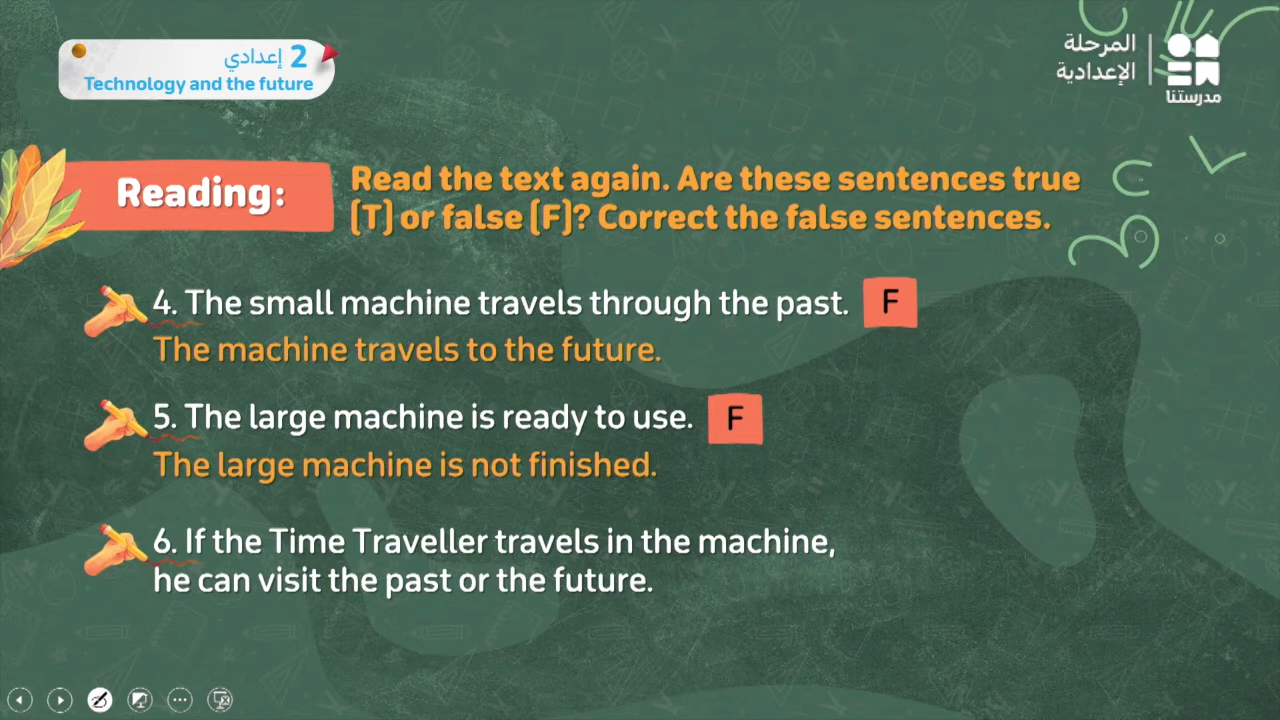 2 إعدادي
Technology and the future
المرحلة
الإعدادية
مدرستنا
Reading:
Read the text again. Are these sentences true
(T) or false (F)? Correct the false sentences.
4. The small machine travels through the past. F
The machine travels to the future.
5. The large machine is ready to use. F
The large machine is not finished.
6. If the Time Traveller travels in the machine,
he can visit the past or the future.